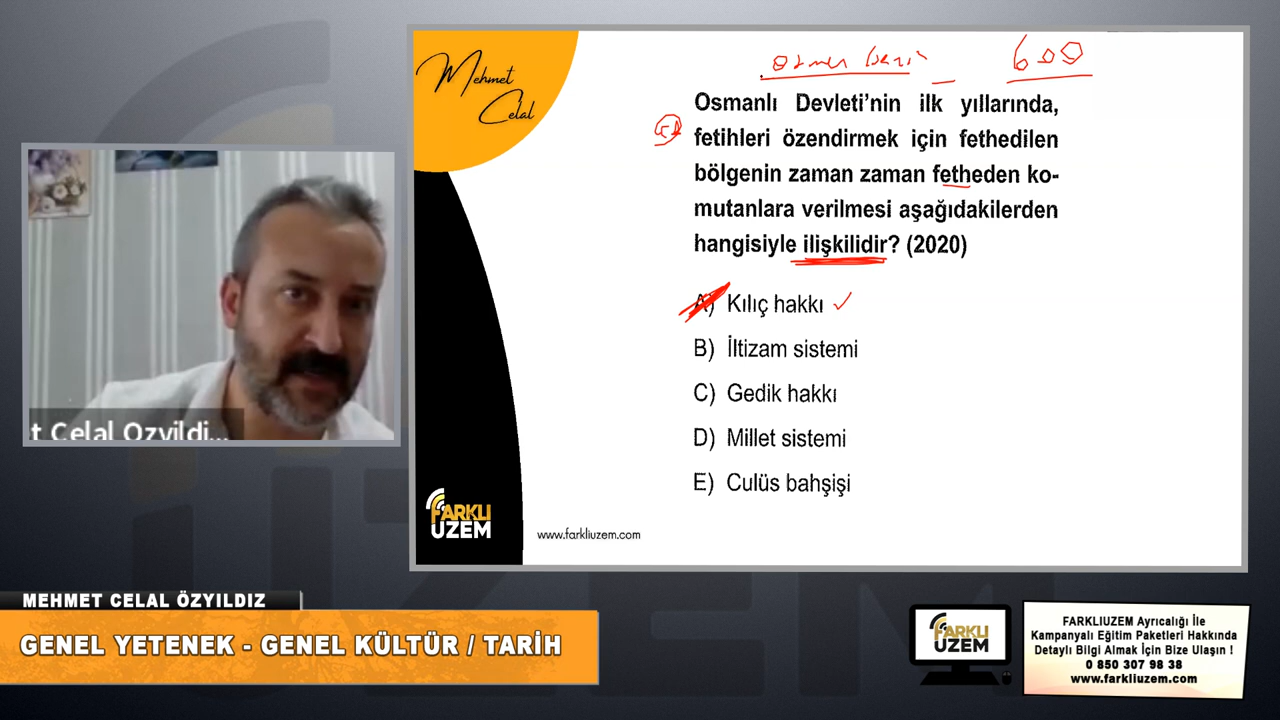 Mehmet
Celal
600
Osmanlı Devleti'nin ilk yıllarında,
fetihleri özendirmek için fethedilen
bölgenin zaman zaman fetheden ko-
mutanlara verilmesi aşağıdakilerden
hangisiyle ilişkilidir? (2020)
A) Kılıç hakkı
B) İltizam sistemi
C) Gedik hakkı
D) Millet sistemi
E) Culüs bahşişi
t Celal Ozyildi...
FARKLI
UZEM
www.farkliuzem.com
MEHMET CELAL ÖZYILDIZ
GENEL YETENEK - GENEL KÜLTÜR / TARİH
FARKLI
UZEM
FARKLIUZEM Ayrıcalığı İle
Kampanyalı Eğitim Paketleri Hakkında
Detaylı Bilgi Almak İçin Bize Ulaşın !
0 850 307 98 38
www.farkliuzem.com